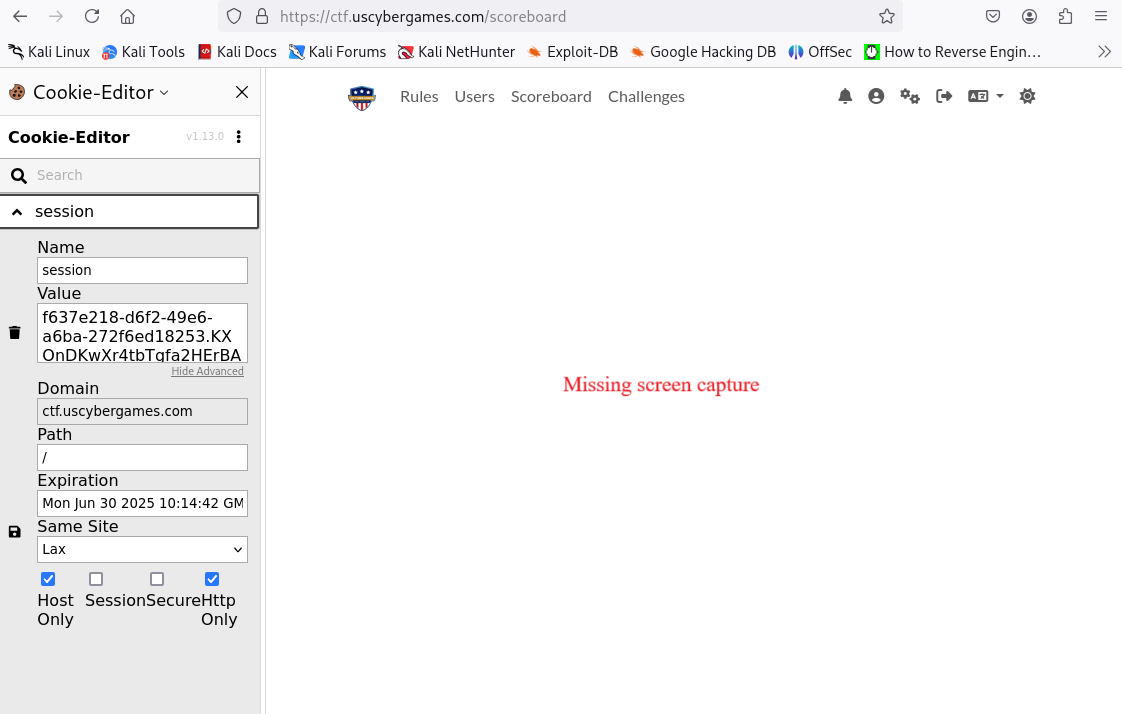 https://ctf.uscybergames.com/scoreboard
Kali Linux Kali Tools Kali Docs Kali Forums Kali NetHunter Exploit-DB Google Hacking DB OffSec How to Reverse Engin…
Cookie-Editor
Rules Users Scoreboard Challenges
Cookie-Editor v1.13.0
Search
session
Name
session
Value
f637e218-d6f2-49e6-
a6ba-272f6ed18253.KX
OnDKwXr4tbTgfa2HErBA
Hide Advanced
Domain
ctf.uscybergames.com
Path
/
Expiration
Mon Jun 30 2025 10:14:42 GM
Same Site
Lax
Host Only Session Secure Http Only
Missing screen capture